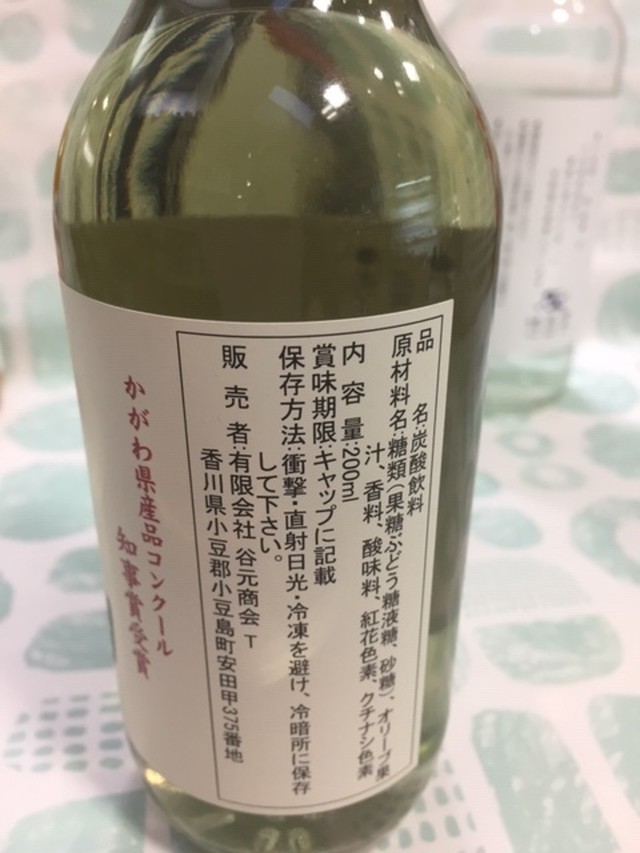 品　名:炭酸飲料
原材料名:糖類(果糖ぶどう糖液糖、砂糖)、オリーブ果
汁、香料、酸味料、紅花色素、クチナシ色素
内容量:200ml
賞味期限:キャップに記載
保存方法:衝撃・直射日光・冷凍を避け、冷暗所に保存
して下さい。
販売者:有限会社 谷元商会 T
香川県小豆郡小豆島町安田甲375番地
かがわ県産品コンクール
知事賞受賞